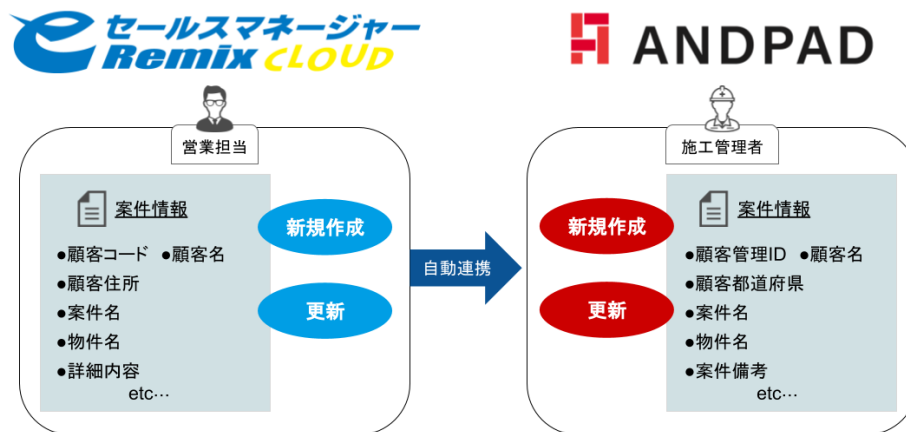 eセールスマネージャー
Remix CLOUD
ANDPAD
営業担当
案件情報
●顧客コード ●顧客名
●顧客住所
●案件名
●物件名
●詳細内容
etc…
新規作成
更新
自動連携
施工管理者
新規作成
更新
案件情報
●顧客管理ID ●顧客名
●顧客都道府県
●案件名
●物件名
●案件備考
etc…